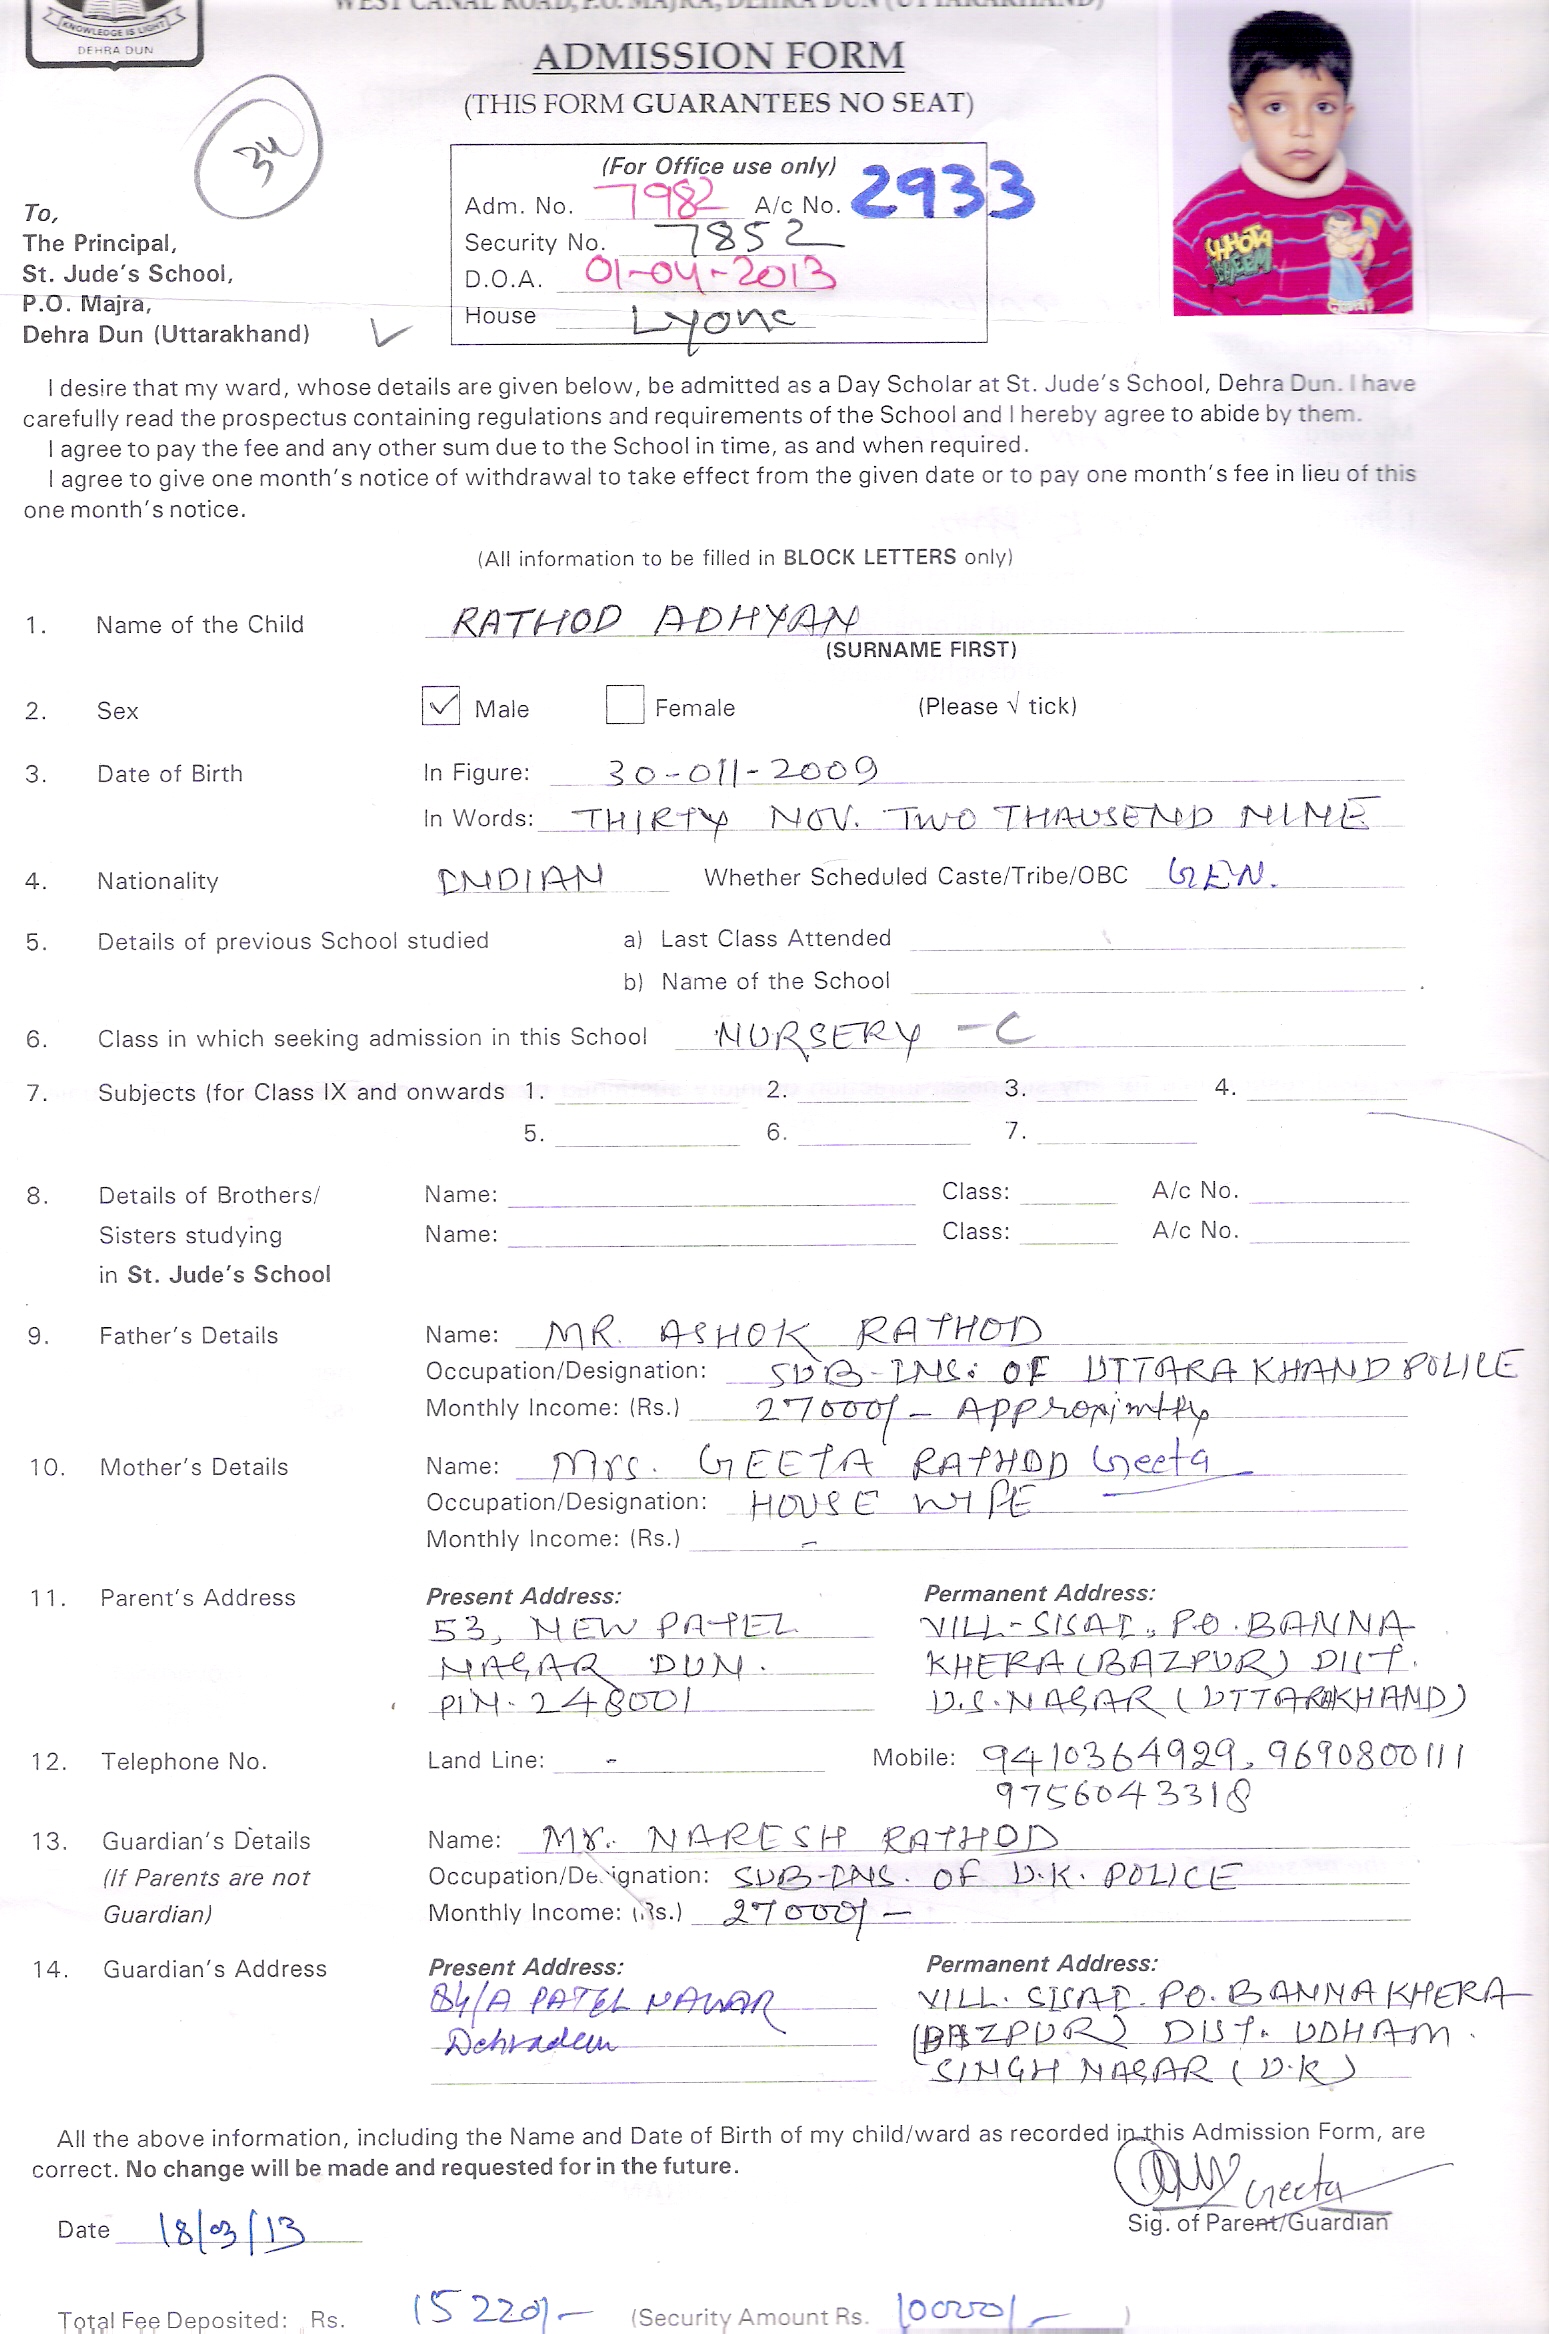 WEST CANAL ROAD, P.O. MAJRA, DEHRA DUN (UTTARAKHAND)
KNOWLEDGE IS LIGHT
DEHRA DUN
ADMISSION FORM
(THIS FORM GUARANTEES NO SEAT)
34
(For Office use only)
Adm. No. 7982 A/c No. 2933
Security No. 7852
D.O.A. 01-04-2013
House Lyons
To,
The Principal,
St. Jude's School,
P.O. Majra,
Dehra Dun (Uttarakhand)
CHHOTA
BHEEM
I desire that my ward, whose details are given below, be admitted as a Day Scholar at St. Jude's School, Dehra Dun. I have
carefully read the prospectus containing regulations and requirements of the School and I hereby agree to abide by them.
I agree to pay the fee and any other sum due to the School in time, as and when required.
I agree to give one month's notice of withdrawal to take effect from the given date or to pay one month's fee in lieu of this
one month's notice.
(All information to be filled in BLOCK LETTERS only)
1. Name of the Child RATHOD ADHYAN
(SURNAME FIRST)
2. Sex ✓ Male Female (Please √ tick)
3. Date of Birth In Figure: 30-011-2009
In Words: THIRTY NOV. TWO THAUSEND NINE
4. Nationality INDIAN Whether Scheduled Caste/Tribe/OBC GEN.
5. Details of previous School studied a) Last Class Attended
b) Name of the School
6. Class in which seeking admission in this School NURSERY - C
7. Subjects (for Class IX and onwards 1. 2. 3. 4.
5. 6. 7.
8. Details of Brothers/ Name: Class: A/c No.
Sisters studying Name: Class: A/c No.
in St. Jude's School
9. Father's Details Name: MR. ASHOK RATHOD
Occupation/Designation: SUB-INS: OF UTTARAKHAND POLICE
Monthly Income: (Rs.) 27000/- Approximtly
10. Mother's Details Name: Mrs. GEETA RATHOD Geeta
Occupation/Designation: HOUSE WIFE
Monthly Income: (Rs.) -
11. Parent's Address Present Address: Permanent Address:
53, NEW PATEL VILL-SISAI, P.O. BANNA
NAGAR DUN. KHERA (BAZPUR) DIST.
PIN-248001 U.S. NAGAR (UTTARAKHAND)
12. Telephone No. Land Line: - Mobile: 9410364929, 9690800111
9756043318
13. Guardian's Details Name: Mr. NARESH RATHOD
(If Parents are not Occupation/Designation: SUB-INS. OF U.K. POLICE
Guardian) Monthly Income: (Rs.) 27000/-
14. Guardian's Address Present Address: Permanent Address:
84/A PATEL NAGAR VILL. SISAI. PO. BANNAKHERA
Dehradun (BAZPUR) DIST. UDHAM.
SINGH NAGAR (U.K)
All the above information, including the Name and Date of Birth of my child/ward as recorded in this Admission Form, are
correct. No change will be made and requested for in the future.
Geeta
Date 18/03/13 Sig. of Parent/Guardian
Total Fee Deposited: Rs. 15220/- (Security Amount Rs. 10000/- )